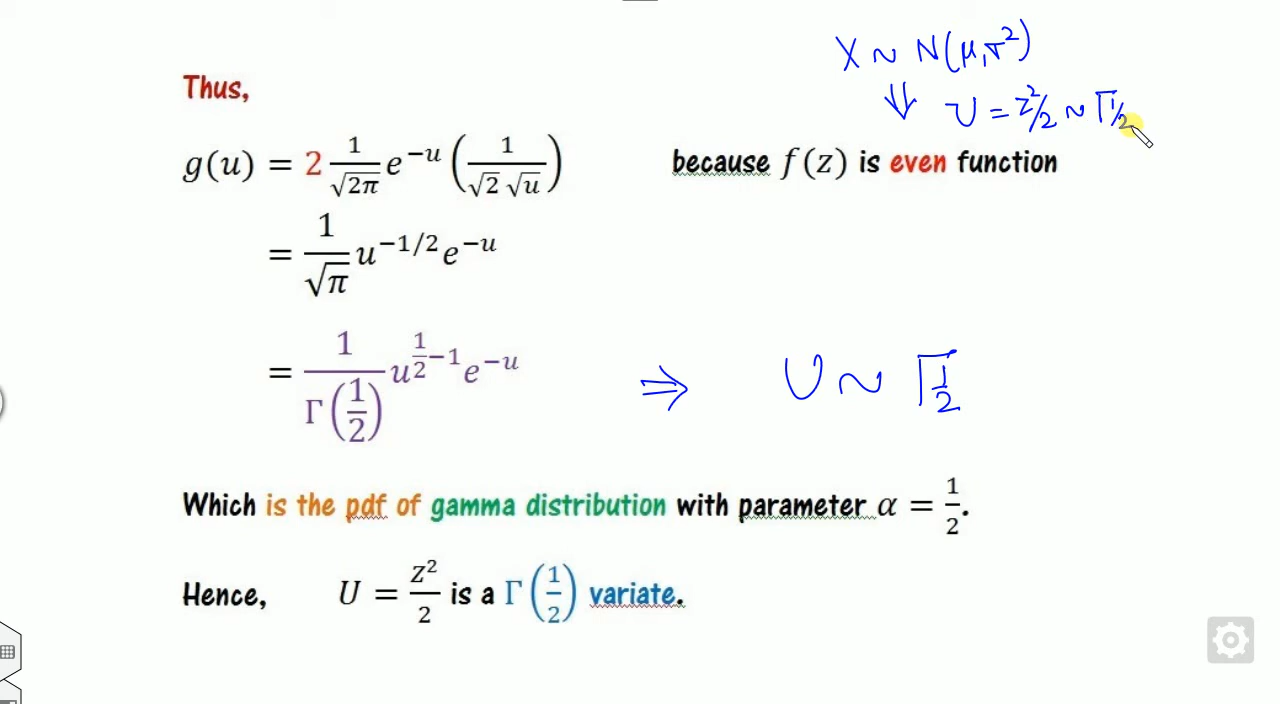 X ~ N(μ, σ²)
⇓ U = z²/2 ~ Γ1/2
Thus,
g(u) = 2 1/√2π e^−u (1/√2 √u) because f(z) is even function
= 1/√π u^−1/2 e^−u
= 1/Γ(1/2) u^(1/2−1) e^−u ⇒ U ~ Γ1/2
Which is the pdf of gamma distribution with parameter α = 1/2.
Hence, U = z²/2 is a Γ(1/2) variate.